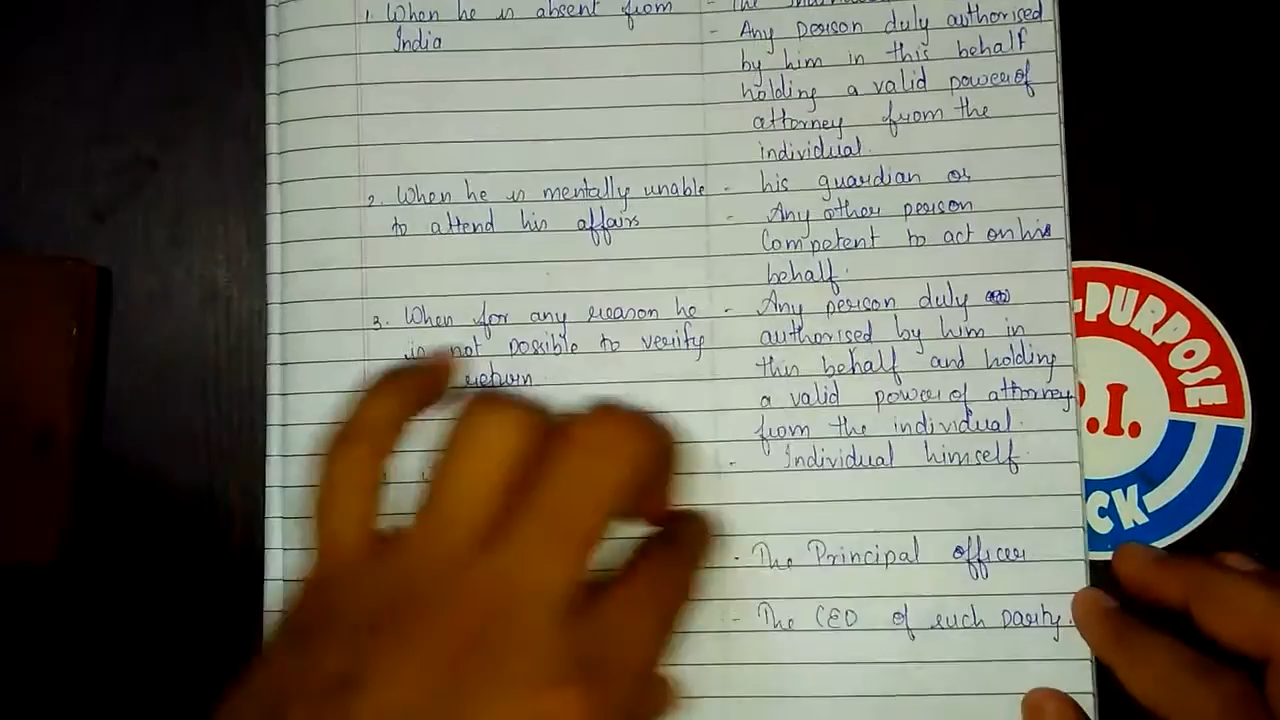 1. When he is absent from
India
- Any person duly authorised
by him in this behalf
holding a valid power of
attorney from the
individual.
2. When he is mentally unable
to attend his affairs
- his guardian or
- Any other person
Competent to act on his
behalf.
3. When for any reason he
is not possible to verify
return
- Any person duly
authorised by him in
this behalf and holding
a valid power of attorney
from the individual.
- Individual himself.
- The Principal officer
- The CEO of such party.
-PURPOSE
.I.
CK